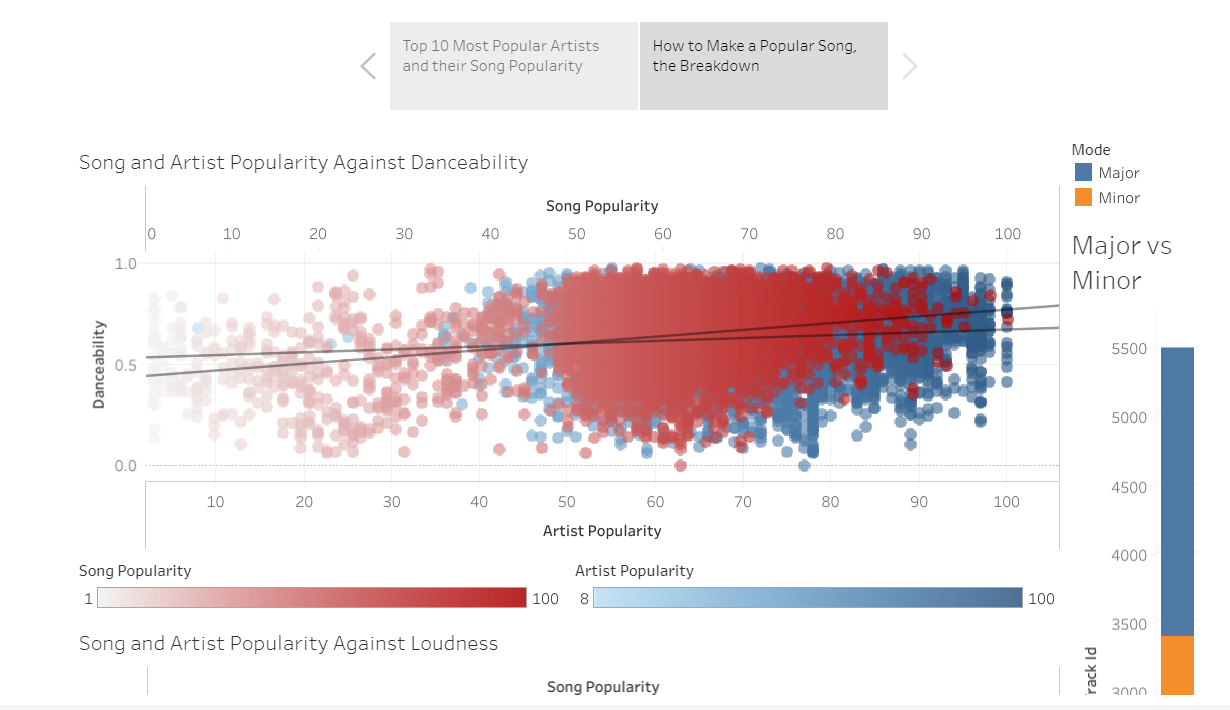 Top 10 Most Popular Artists
and their Song Popularity
How to Make a Popular Song,
the Breakdown
Song and Artist Popularity Against Danceability
Song Popularity
0 10 20 30 40 50 60 70 80 90 100
1.0
0.5
0.0
Danceability
10 20 30 40 50 60 70 80 90 100
Artist Popularity
Song Popularity
1 100
Artist Popularity
8 100
Song and Artist Popularity Against Loudness
Song Popularity
Mode
Major
Minor
Major vs
Minor
5500
5000
4500
4000
3500
3000
rack Id